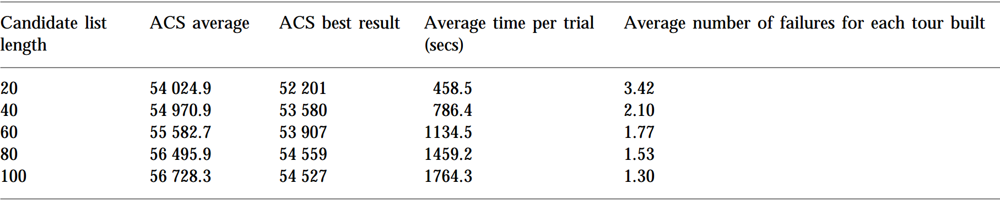 Candidate list length ACS average ACS best result Average time per trial (secs) Average number of failures for each tour built
20 54 024.9 52 201 458.5 3.42
40 54 970.9 53 580 786.4 2.10
60 55 582.7 53 907 1134.5 1.77
80 56 495.9 54 559 1459.2 1.53
100 56 728.3 54 527 1764.3 1.30